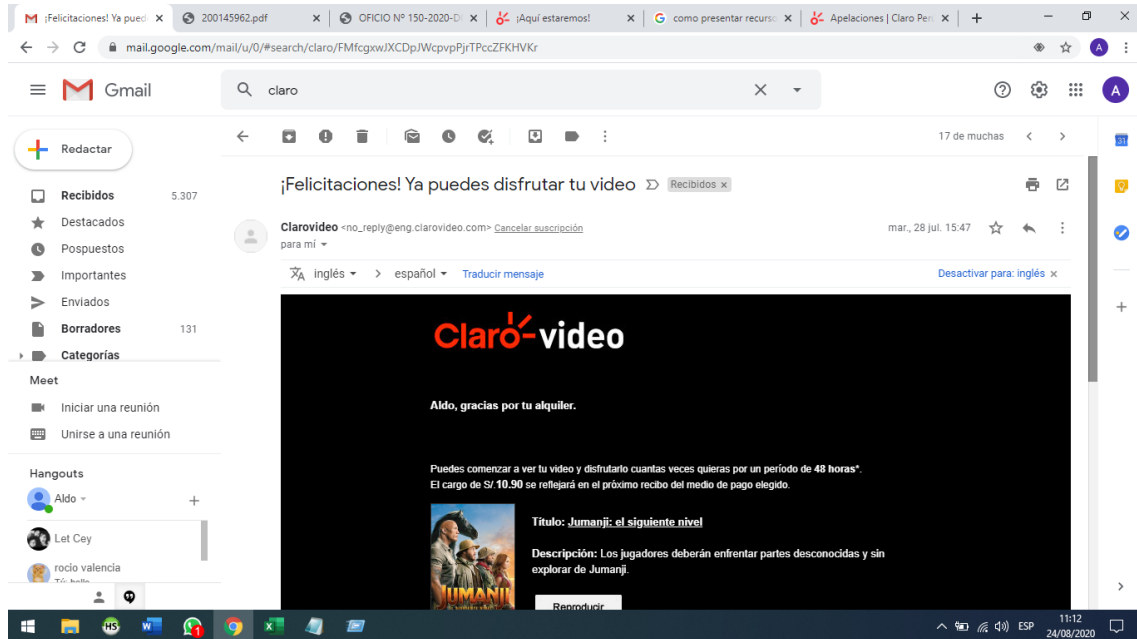 ¡Felicitaciones! Ya pued
200145962.pdf
OFICIO Nº 150-2020-D
¡Aquí estaremos!
como presentar recurso
Apelaciones | Claro Per
mail.google.com/mail/u/0/#search/claro/FMfcgxwJXCDpJWcpvpPjrTPccZFKHVKr
A
Gmail
claro
A
Redactar
17 de muchas
31
Recibidos 5.307
Destacados
Pospuestos
Importantes
Enviados
Borradores 131
Categorías
Meet
Iniciar una reunión
Unirse a una reunión
Hangouts
Aldo
Let Cey
rocio valencia
Tú: hello
¡Felicitaciones! Ya puedes disfrutar tu video Recibidos x
Clarovideo <no_reply@eng.clarovideo.com> Cancelar suscripción
mar., 28 jul. 15:47
para mí
inglés > español Traducir mensaje
Desactivar para: inglés x
Claro-video
Aldo, gracias por tu alquiler.
Puedes comenzar a ver tu video y disfrutarlo cuantas veces quieras por un período de 48 horas*.
El cargo de S/.10.90 se reflejará en el próximo recibo del medio de pago elegido.
Título: Jumanji: el siguiente nivel
Descripción: Los jugadores deberán enfrentar partes desconocidas y sin
explorar de Jumanji.
JUMANJI
Reproducir
HS
ESP
11:12
24/08/2020